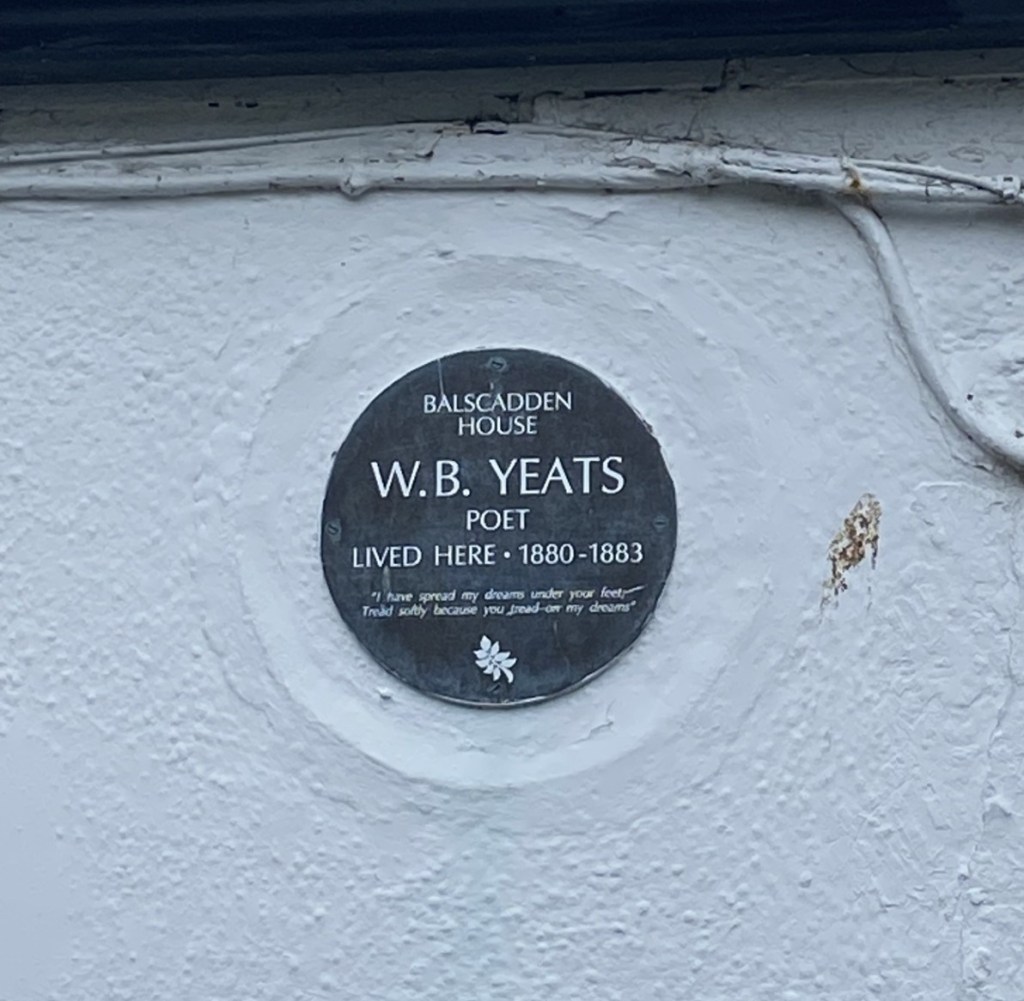 BALSCADDEN
HOUSE
W.B. YEATS
POET
LIVED HERE · 1880-1883
"I have spread my dreams under your feet;
Tread softly because you tread on my dreams"